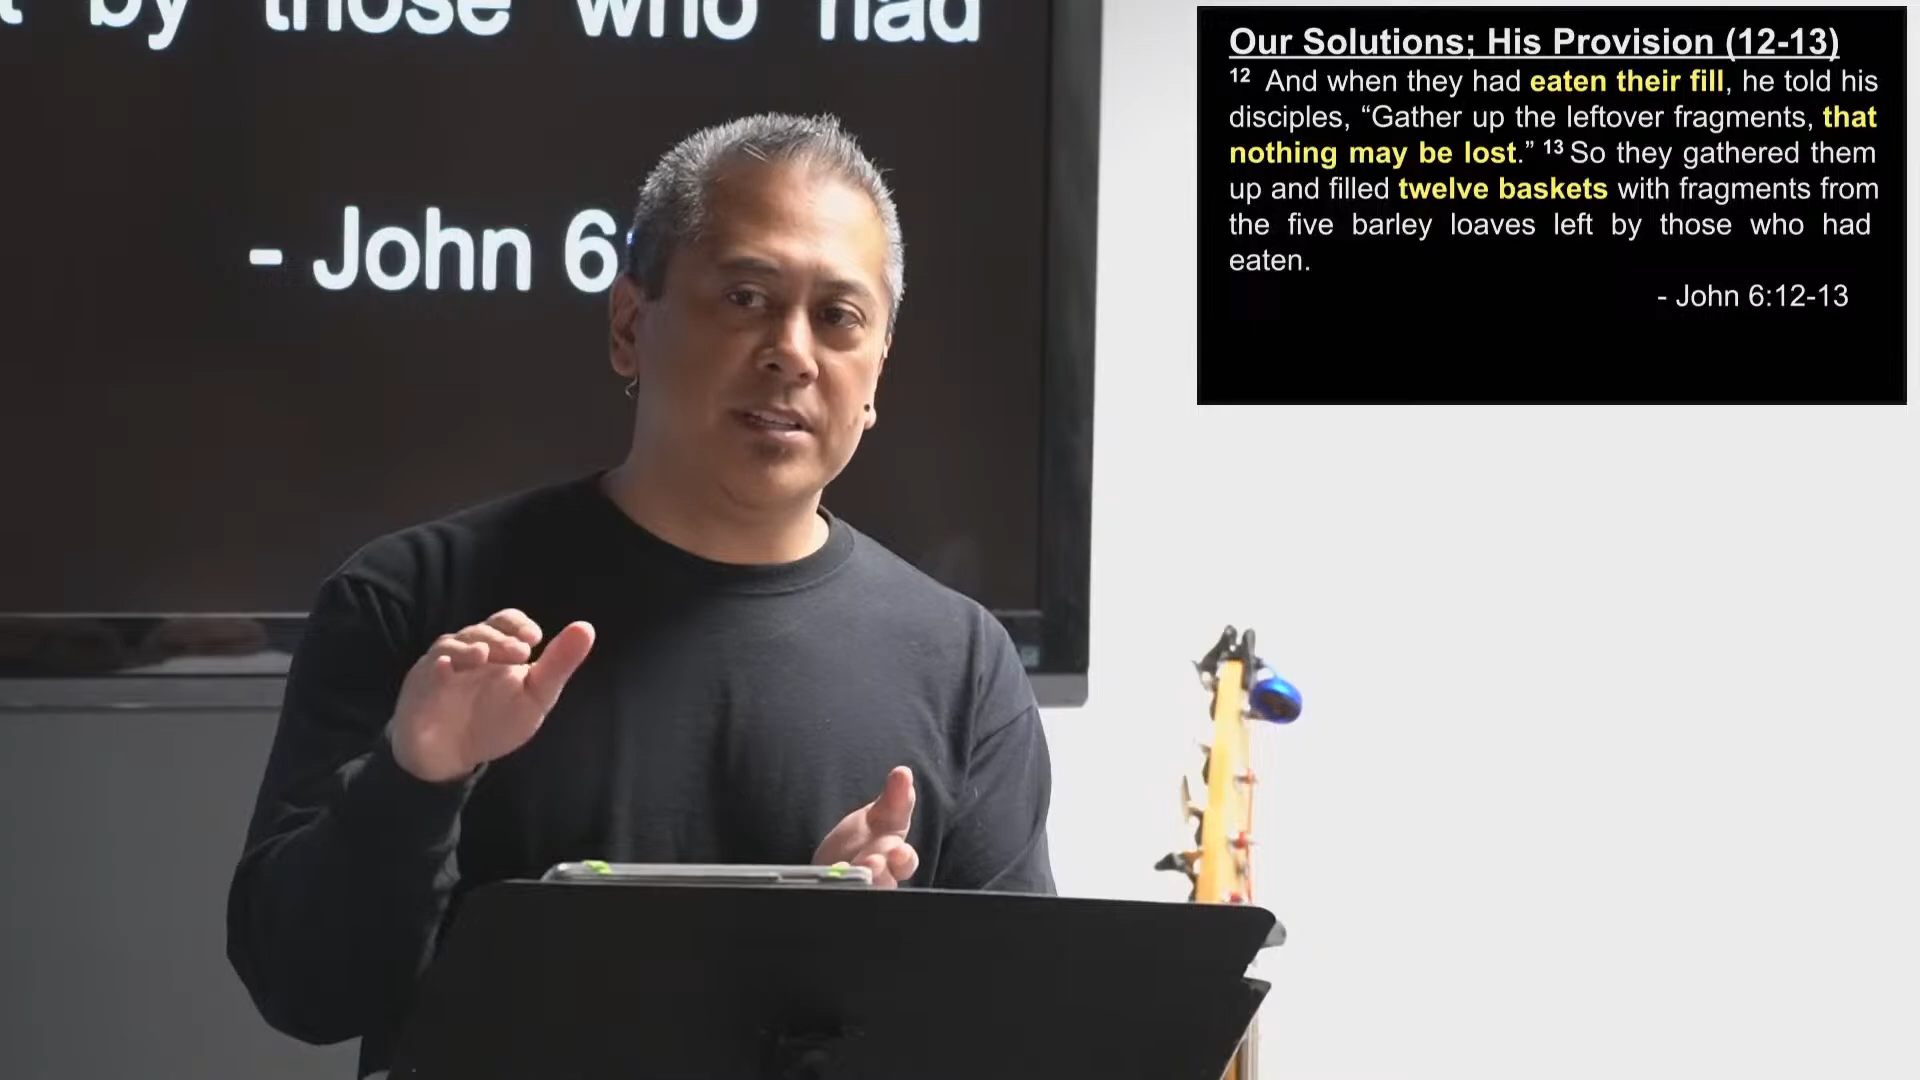 t by those who had
- John 6:
Our Solutions; His Provision (12-13)
12 And when they had eaten their fill, he told his
disciples, “Gather up the leftover fragments, that
nothing may be lost.” 13 So they gathered them
up and filled twelve baskets with fragments from
the five barley loaves left by those who had
eaten.
- John 6:12-13